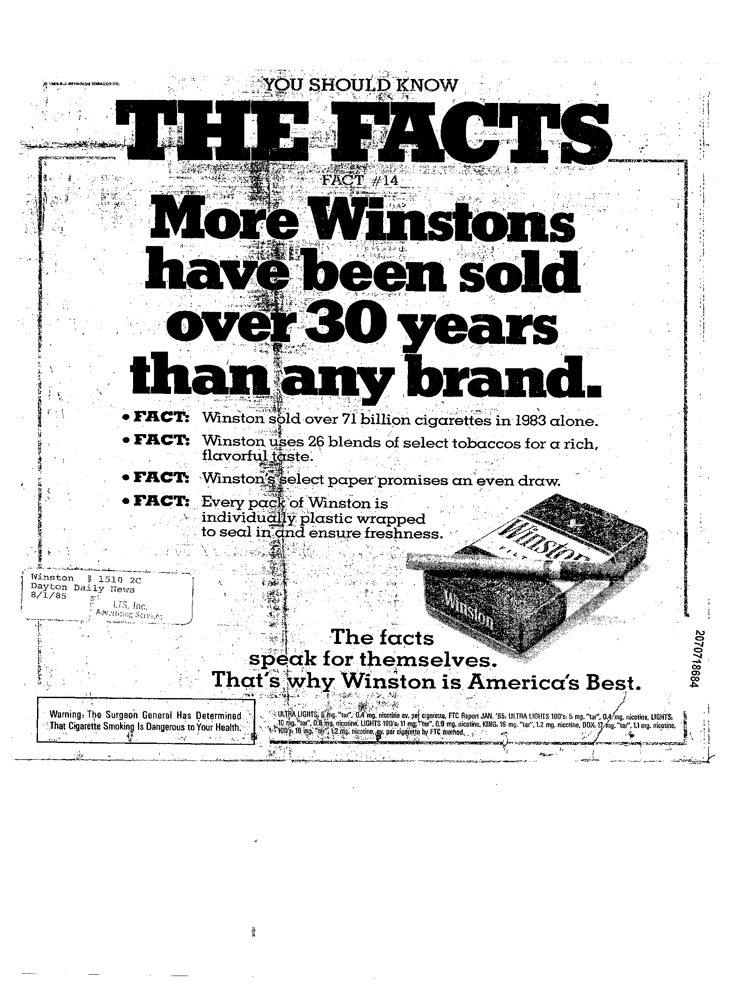 © 1985 R.J. REYNOLDS TOBACCO CO.
YOU SHOULD KNOW
THE FACTS
FACT #14
More Winstons
have been sold
over 30 years
than any brand.
• FACT: Winston sold over 71 billion cigarettes in 1983 alone.
• FACT: Winston uses 26 blends of select tobaccos for a rich,
flavorful taste.
• FACT: Winston's select paper promises an even draw.
• FACT: Every pack of Winston is
individually plastic wrapped
to seal in and ensure freshness.
Winston
Winston
Winston # 1510 2C
Dayton Daily News
8/1/85
LTS, Inc.
Advertising Services
The facts
speak for themselves.
That's why Winston is America's Best.
2070718684
Warning: The Surgeon General Has Determined
That Cigarette Smoking Is Dangerous to Your Health.
ULTRA LIGHTS: mg. "tar", 0.4 mg. nicotine av. per cigarette, FTC Report JAN. '85; ULTRA LIGHTS 100's: 5 mg. "tar", 0.4 mg. nicotine, LIGHTS:
10 mg. "tar", 0.8 mg. nicotine, LIGHTS 100's: 11 mg. "tar", 0.9 mg. nicotine, KING: 16 mg. "tar", 1.2 mg. nicotine, BOX: 17 mg. "tar", 1.1 mg. nicotine,
100's: 18 mg. "tar", 1.2 mg. nicotine, av. per cigarette by FTC method.